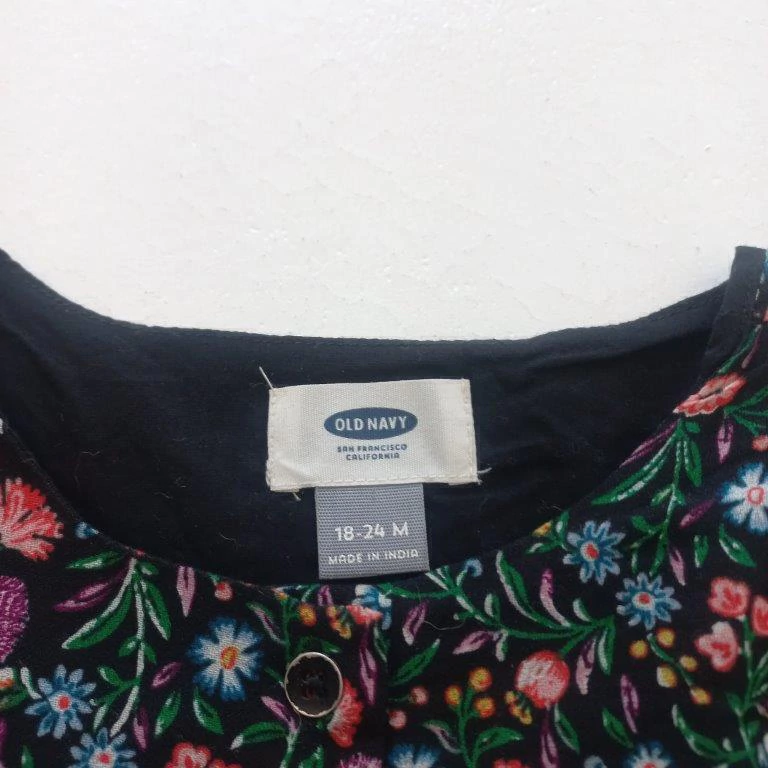 OLD NAVY
SAN FRANCISCO
CALIFORNIA
18-24 M
MADE IN INDIA